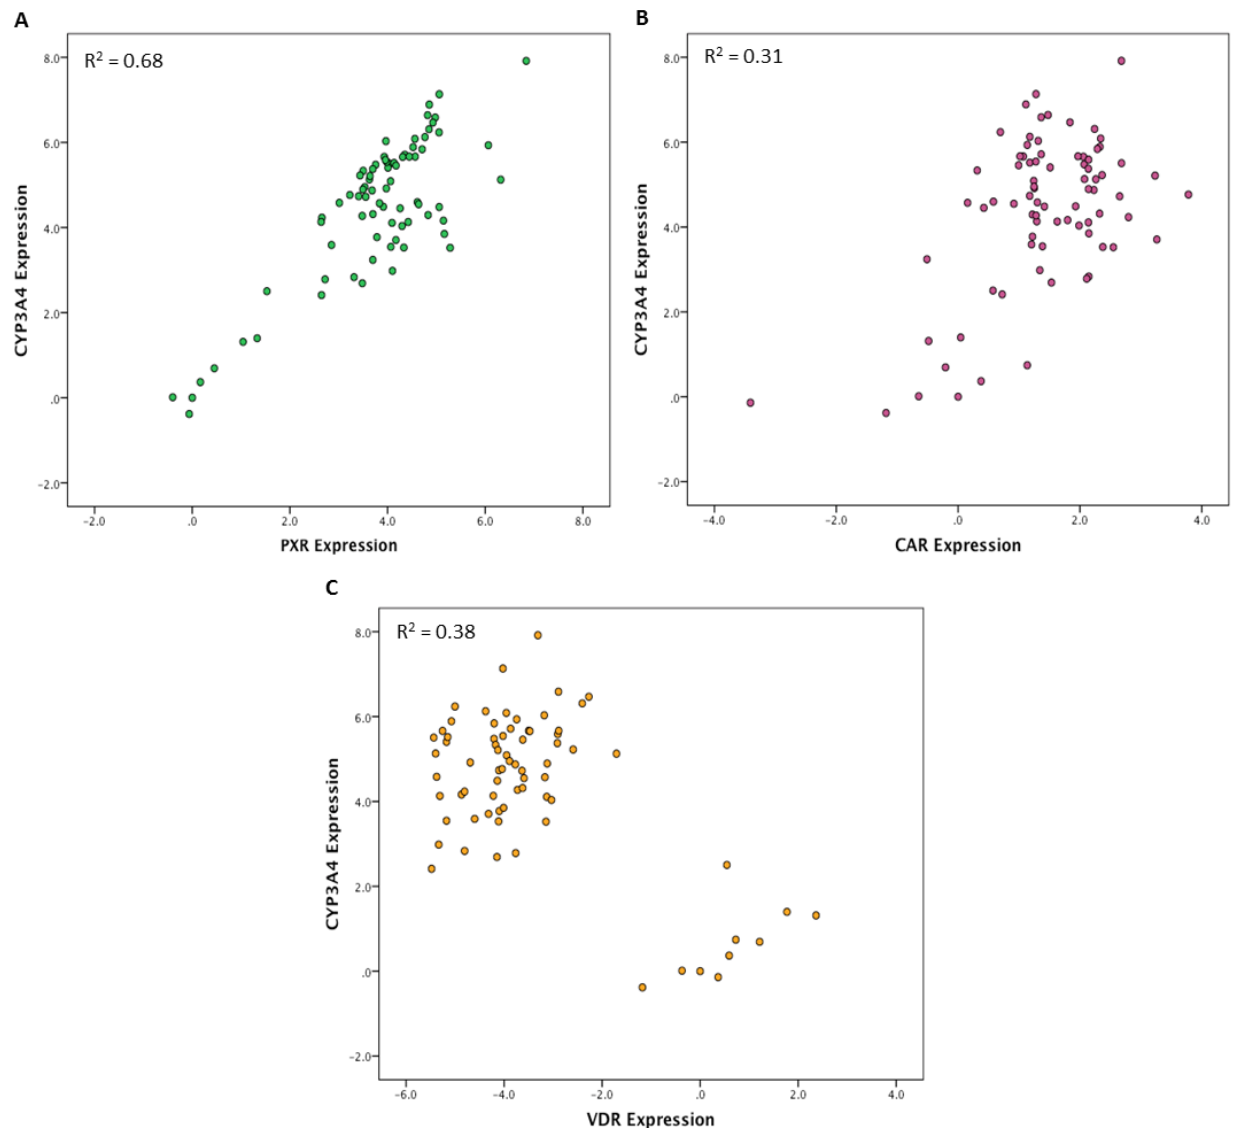 A
R² = 0.68
CYP3A4 Expression
8.0
6.0
4.0
2.0
.0
-2.0
-2.0 .0 2.0 4.0 6.0 8.0
PXR Expression
B
R² = 0.31
CYP3A4 Expression
8.0
6.0
4.0
2.0
.0
-2.0
-4.0 -2.0 .0 2.0 4.0
CAR Expression
C
R² = 0.38
CYP3A4 Expression
8.0
6.0
4.0
2.0
.0
-2.0
-6.0 -4.0 -2.0 .0 2.0 4.0
VDR Expression